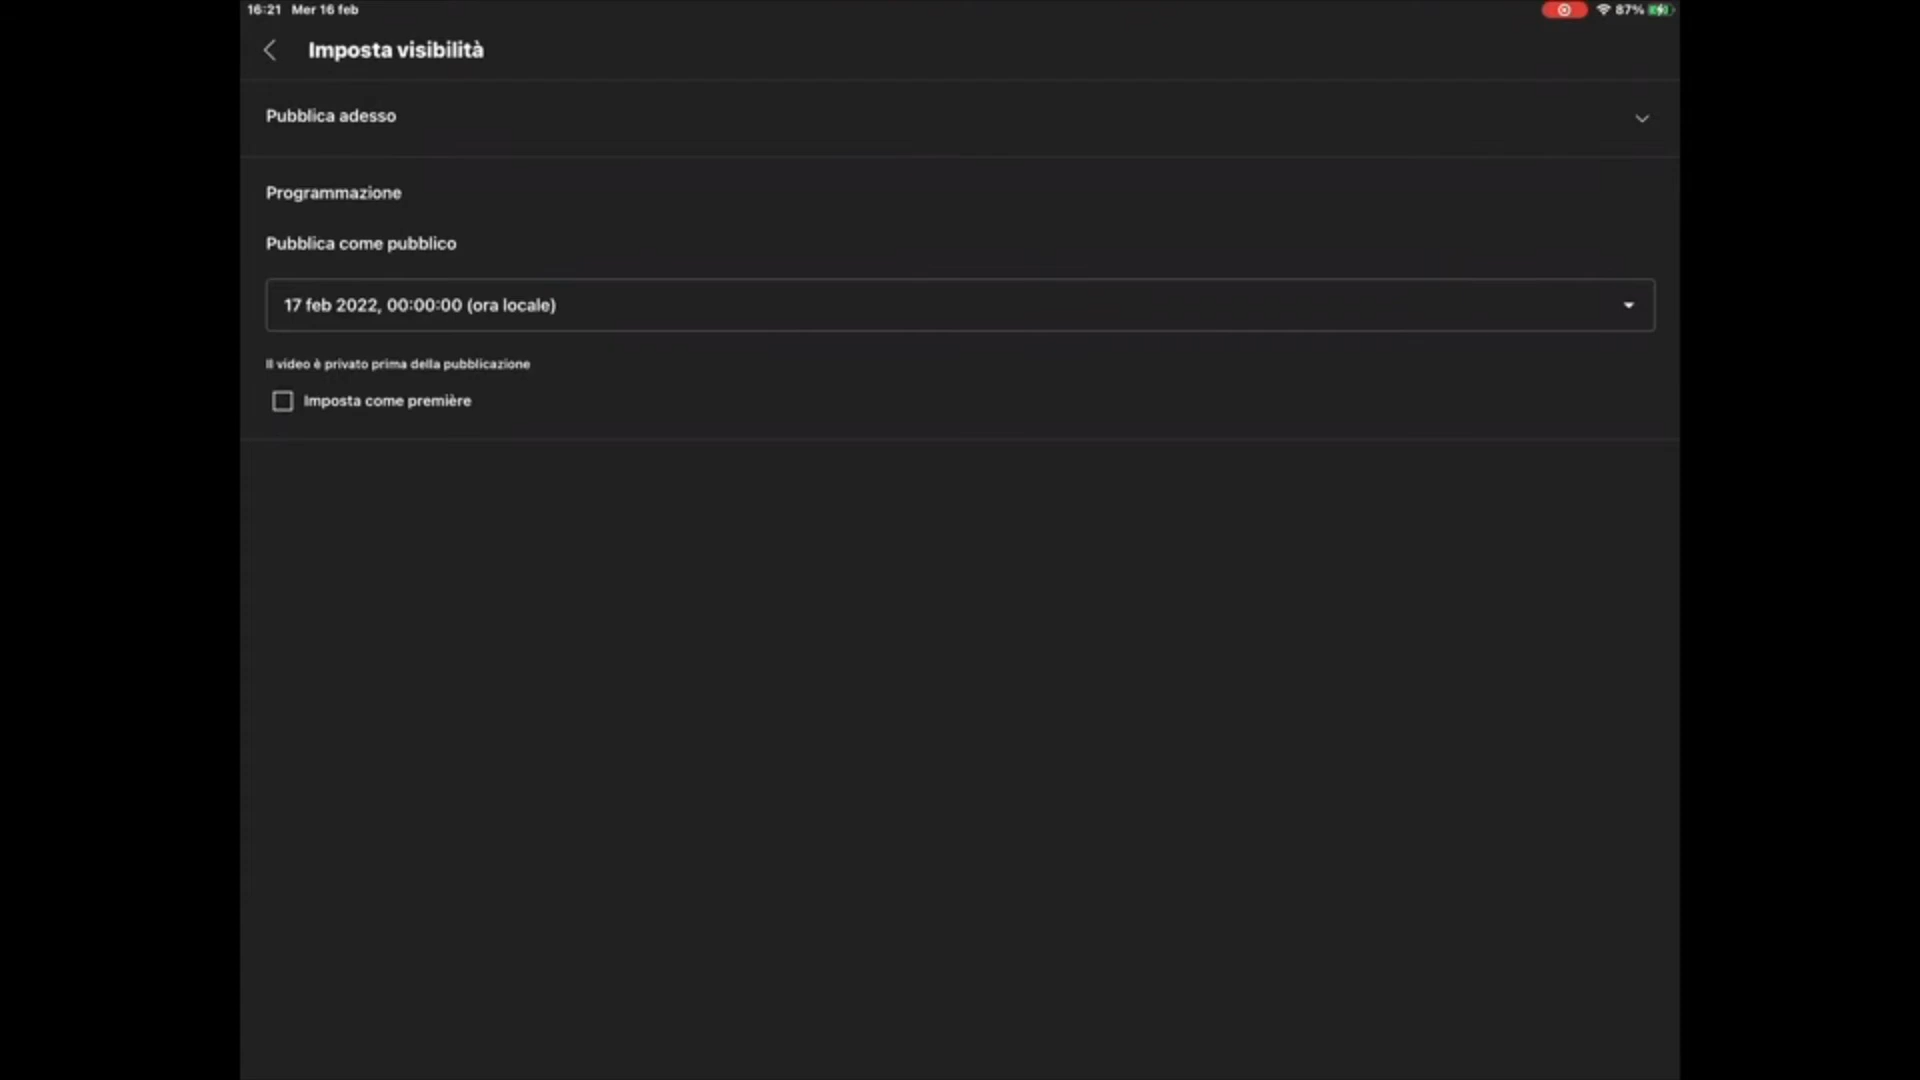 16:21 Mer 16 feb
87%
Imposta visibilità
Pubblica adesso
Programmazione
Pubblica come pubblico
17 feb 2022, 00:00:00 (ora locale)
Il video è privato prima della pubblicazione
Imposta come première